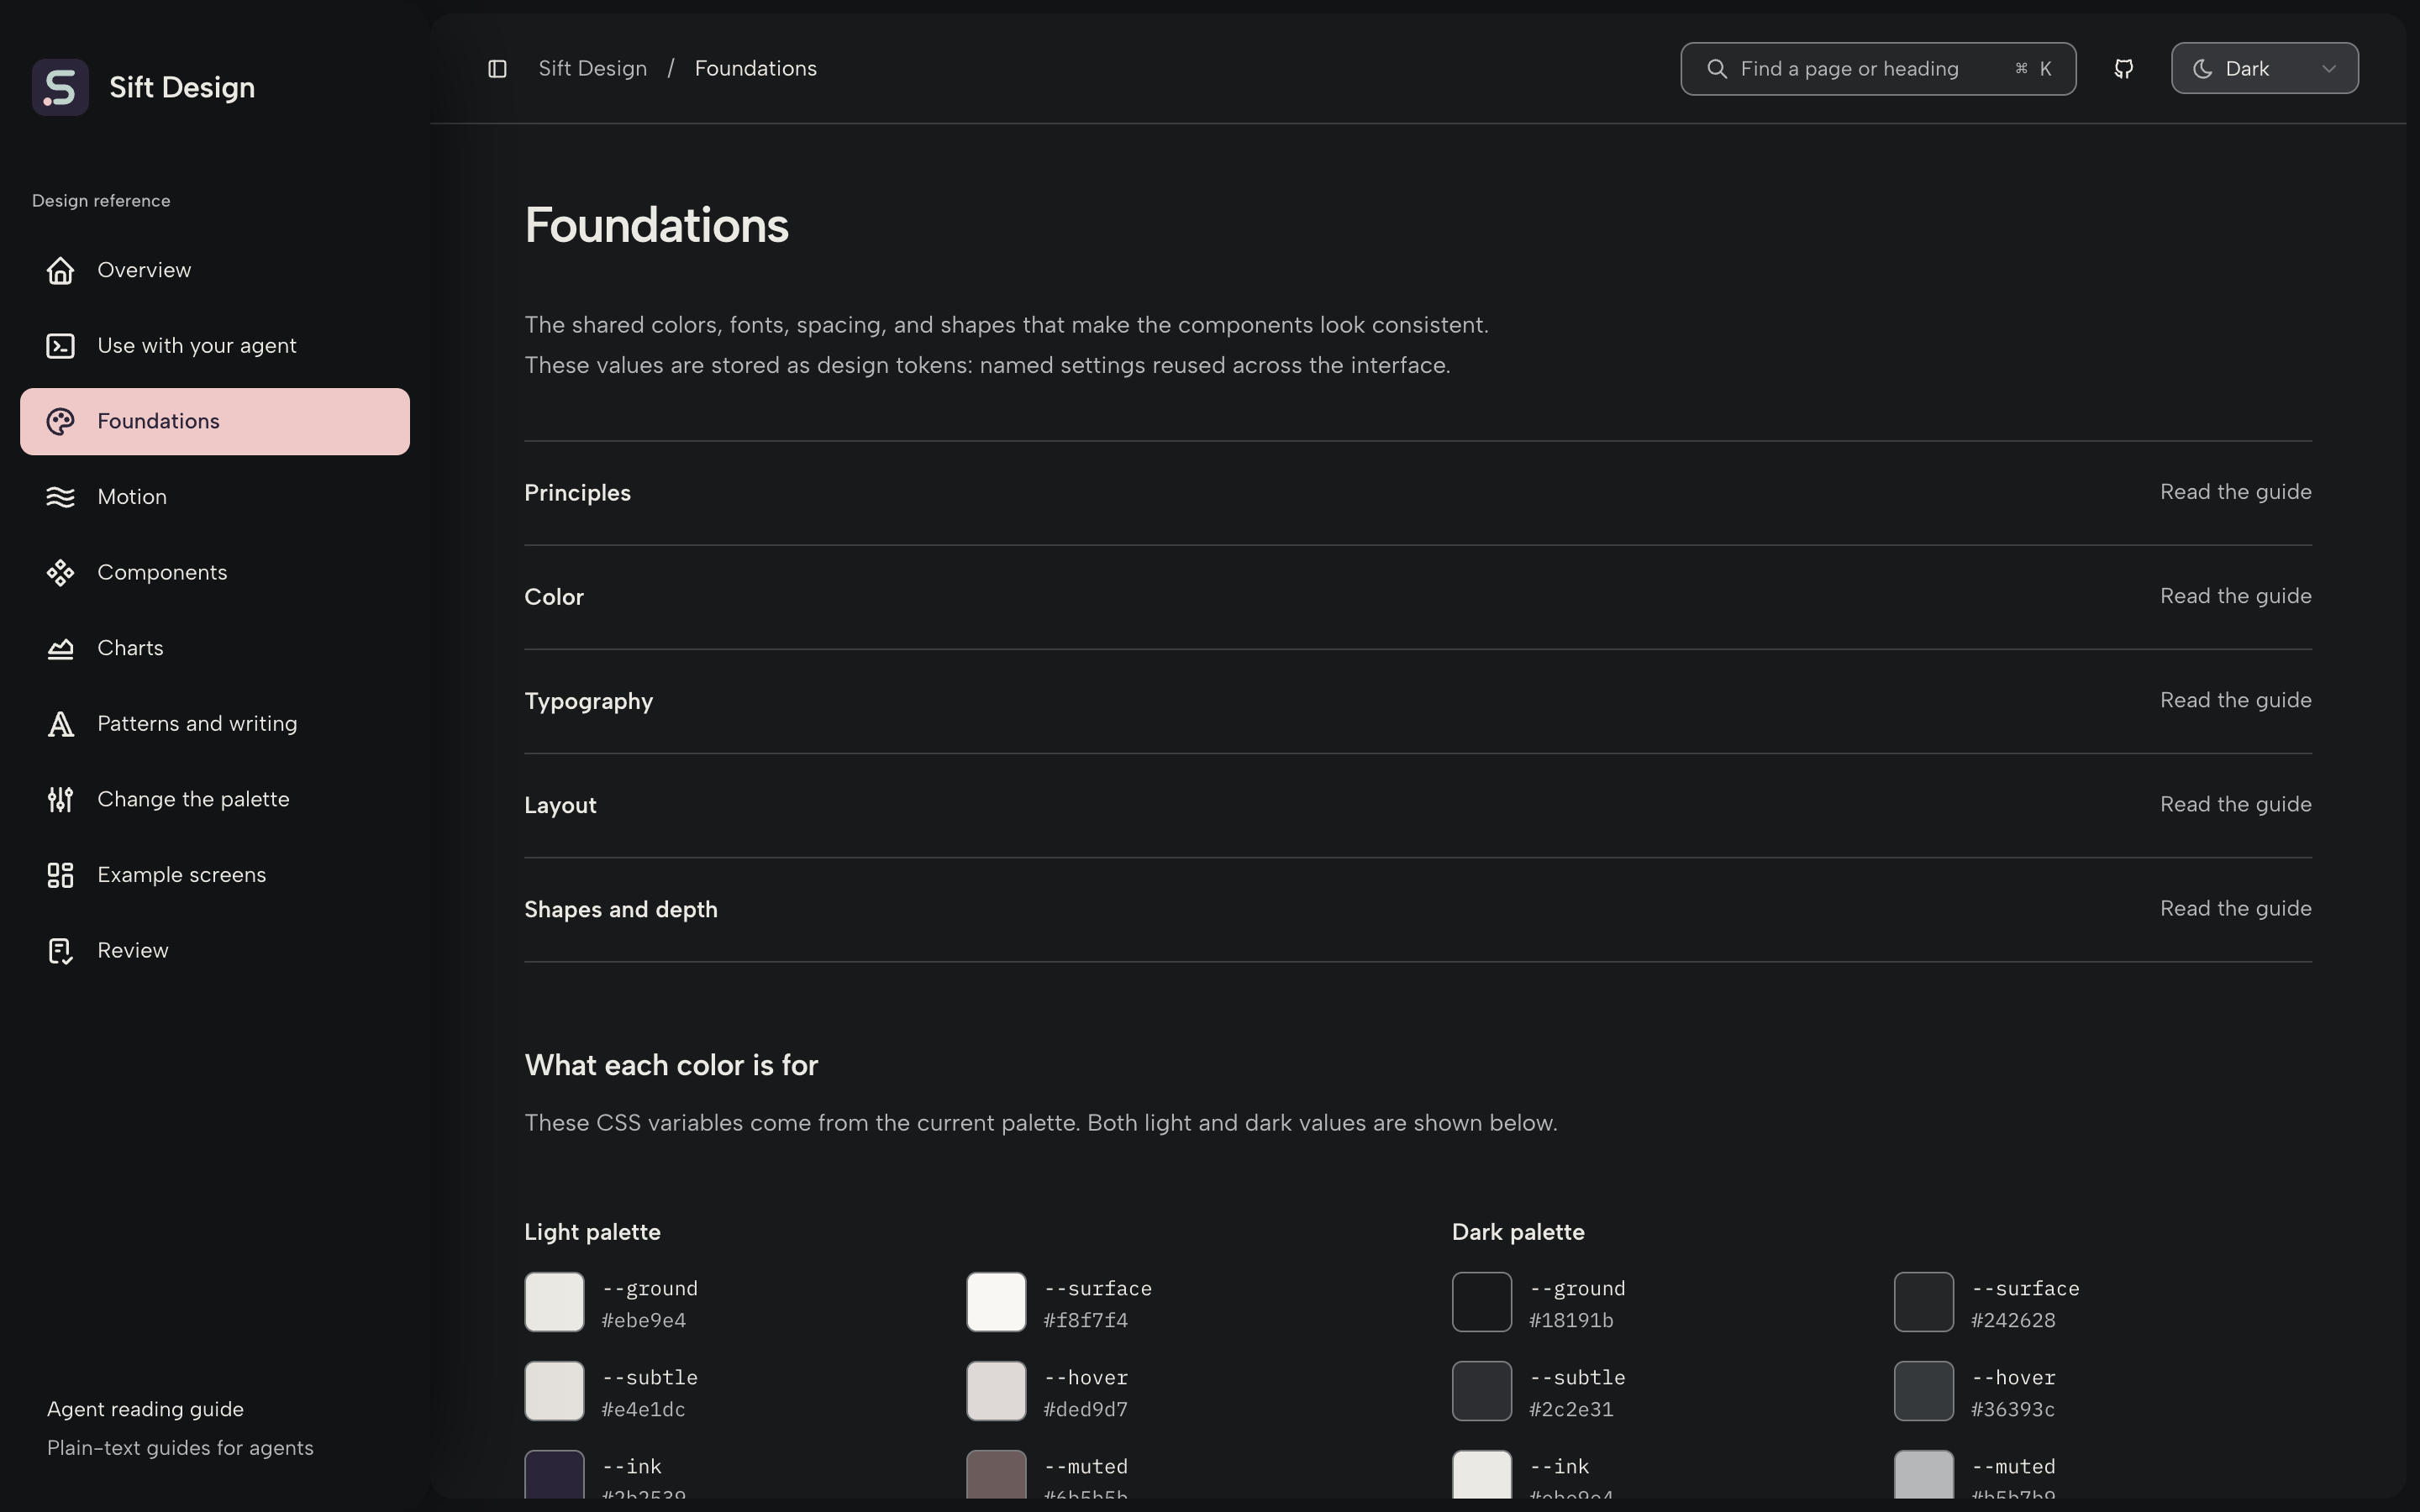 Sift Design
Design reference
Overview
Use with your agent
Foundations
Motion
Components
Charts
Patterns and writing
Change the palette
Example screens
Review
Agent reading guide
Plain-text guides for agents
Sift Design / Foundations
Find a page or heading ⌘ K
Dark
Foundations
The shared colors, fonts, spacing, and shapes that make the components look consistent.
These values are stored as design tokens: named settings reused across the interface.
Principles Read the guide
Color Read the guide
Typography Read the guide
Layout Read the guide
Shapes and depth Read the guide
What each color is for
These CSS variables come from the current palette. Both light and dark values are shown below.
Light palette
--ground
#ebe9e4
--surface
#f8f7f4
--subtle
#e4e1dc
--hover
#ded9d7
--ink
--muted
Dark palette
--ground
#18191b
--surface
#242628
--subtle
#2c2e31
--hover
#36393c
--ink
--muted